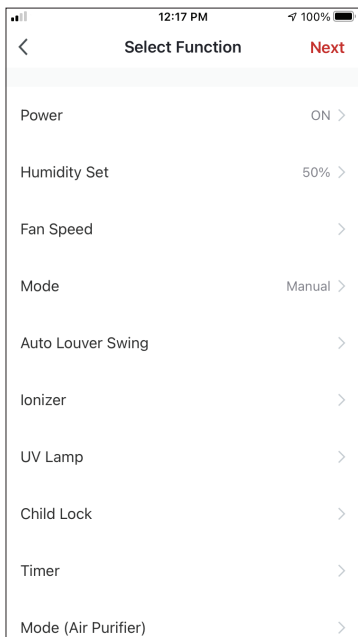 12:17 PM 100%
Select Function Next
Power ON
Humidity Set 50%
Fan Speed
Mode Manual
Auto Louver Swing
Ionizer
UV Lamp
Child Lock
Timer
Mode (Air Purifier)